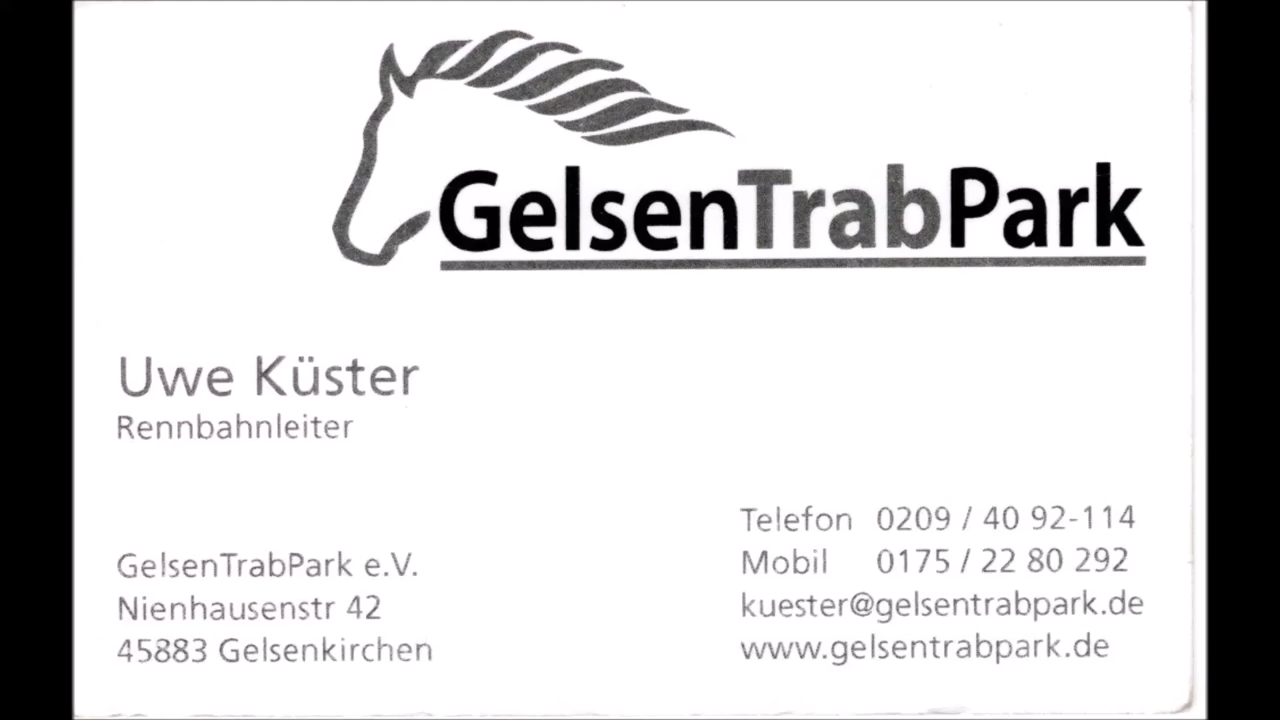 GelsenTrabPark
Uwe Küster
Rennbahnleiter
GelsenTrabPark e.V.
Nienhausenstr 42
45883 Gelsenkirchen
Telefon 0209 / 40 92-114
Mobil 0175 / 22 80 292
kuester@gelsentrabpark.de
www.gelsentrabpark.de